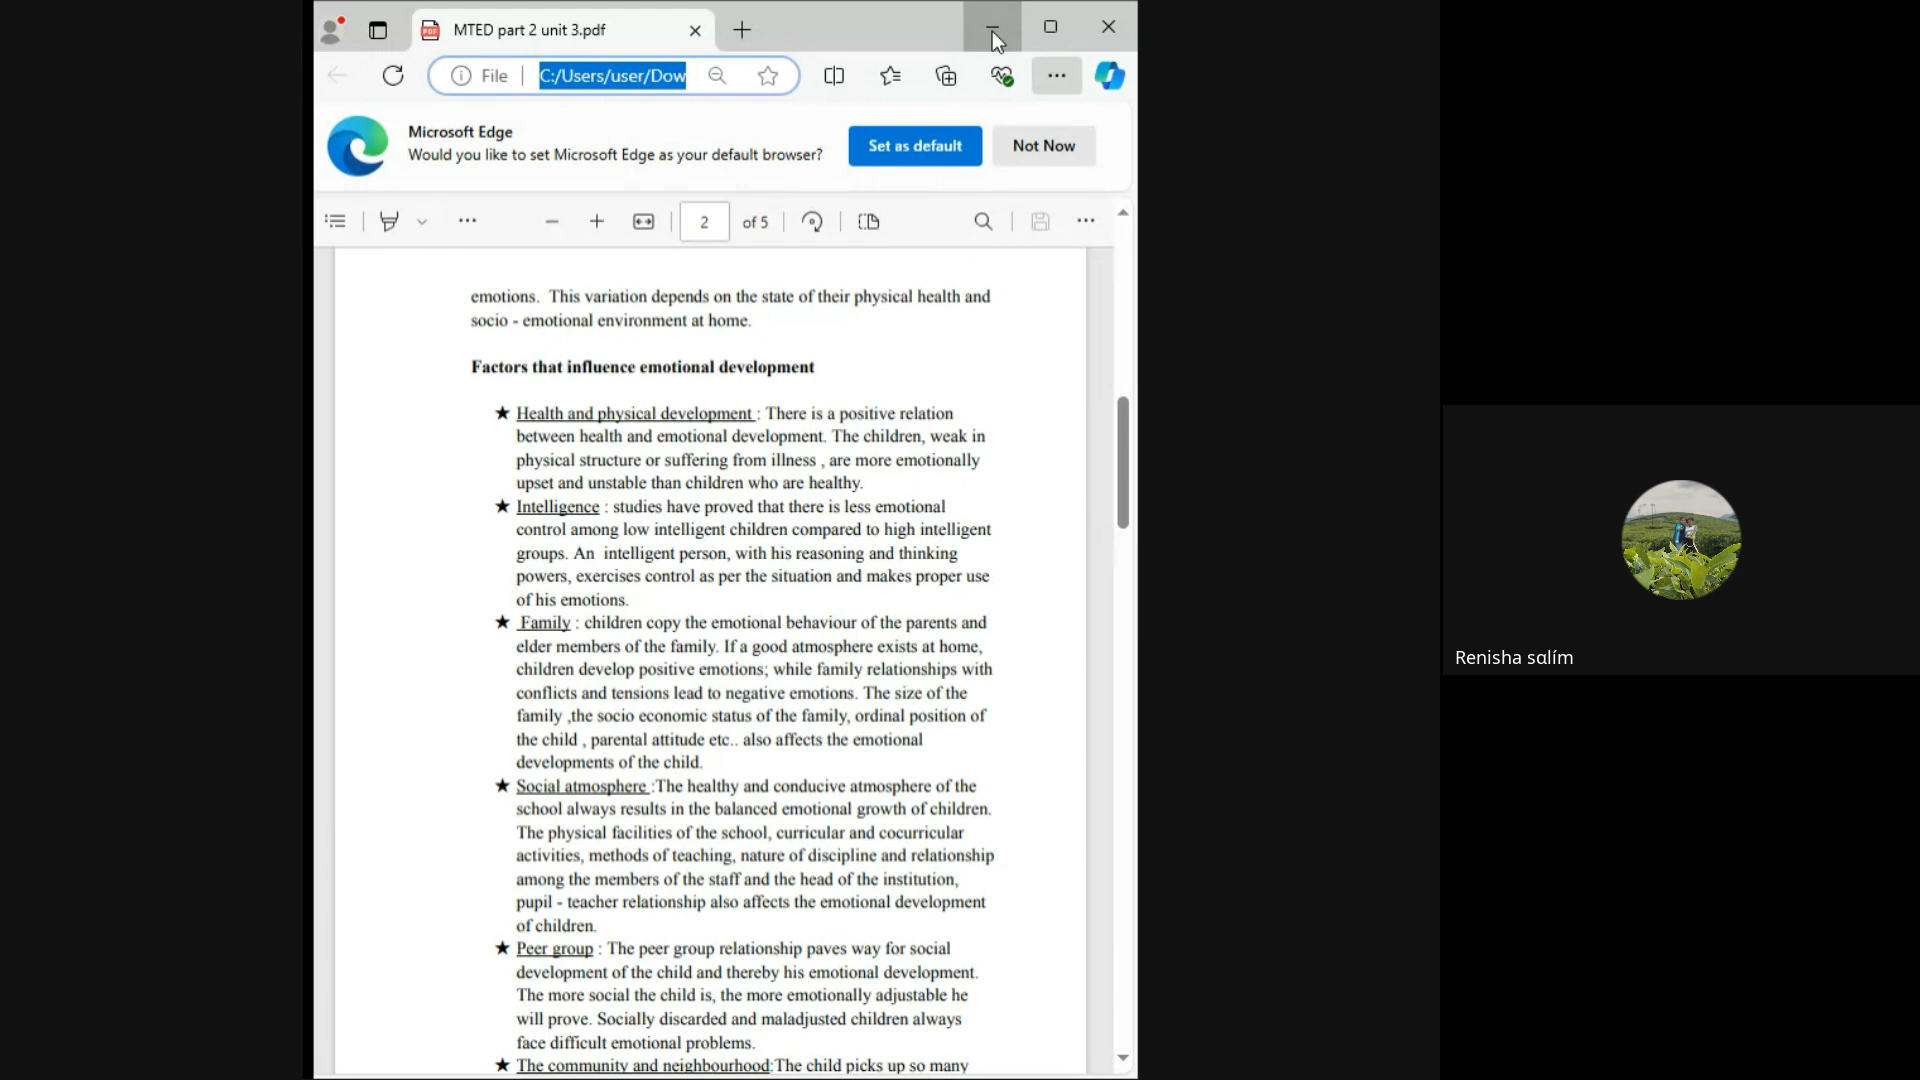 MTED part 2 unit 3.pdf
File
C:/Users/user/Dow
Microsoft Edge
Would you like to set Microsoft Edge as your default browser?
Set as default
Not Now
2 of 5
emotions. This variation depends on the state of their physical health and
socio - emotional environment at home.
Factors that influence emotional development
★ Health and physical development : There is a positive relation
between health and emotional development. The children, weak in
physical structure or suffering from illness , are more emotionally
upset and unstable than children who are healthy.
★ Intelligence : studies have proved that there is less emotional
control among low intelligent children compared to high intelligent
groups. An intelligent person, with his reasoning and thinking
powers, exercises control as per the situation and makes proper use
of his emotions.
★ Family : children copy the emotional behaviour of the parents and
elder members of the family. If a good atmosphere exists at home,
children develop positive emotions; while family relationships with
conflicts and tensions lead to negative emotions. The size of the
family ,the socio economic status of the family, ordinal position of
the child , parental attitude etc.. also affects the emotional
developments of the child.
★ Social atmosphere :The healthy and conducive atmosphere of the
school always results in the balanced emotional growth of children.
The physical facilities of the school, curricular and cocurricular
activities, methods of teaching, nature of discipline and relationship
among the members of the staff and the head of the institution,
pupil - teacher relationship also affects the emotional development
of children.
★ Peer group : The peer group relationship paves way for social
development of the child and thereby his emotional development.
The more social the child is, the more emotionally adjustable he
will prove. Socially discarded and maladjusted children always
face difficult emotional problems.
★ The community and neighbourhood:The child picks up so many
Renisha sαlím